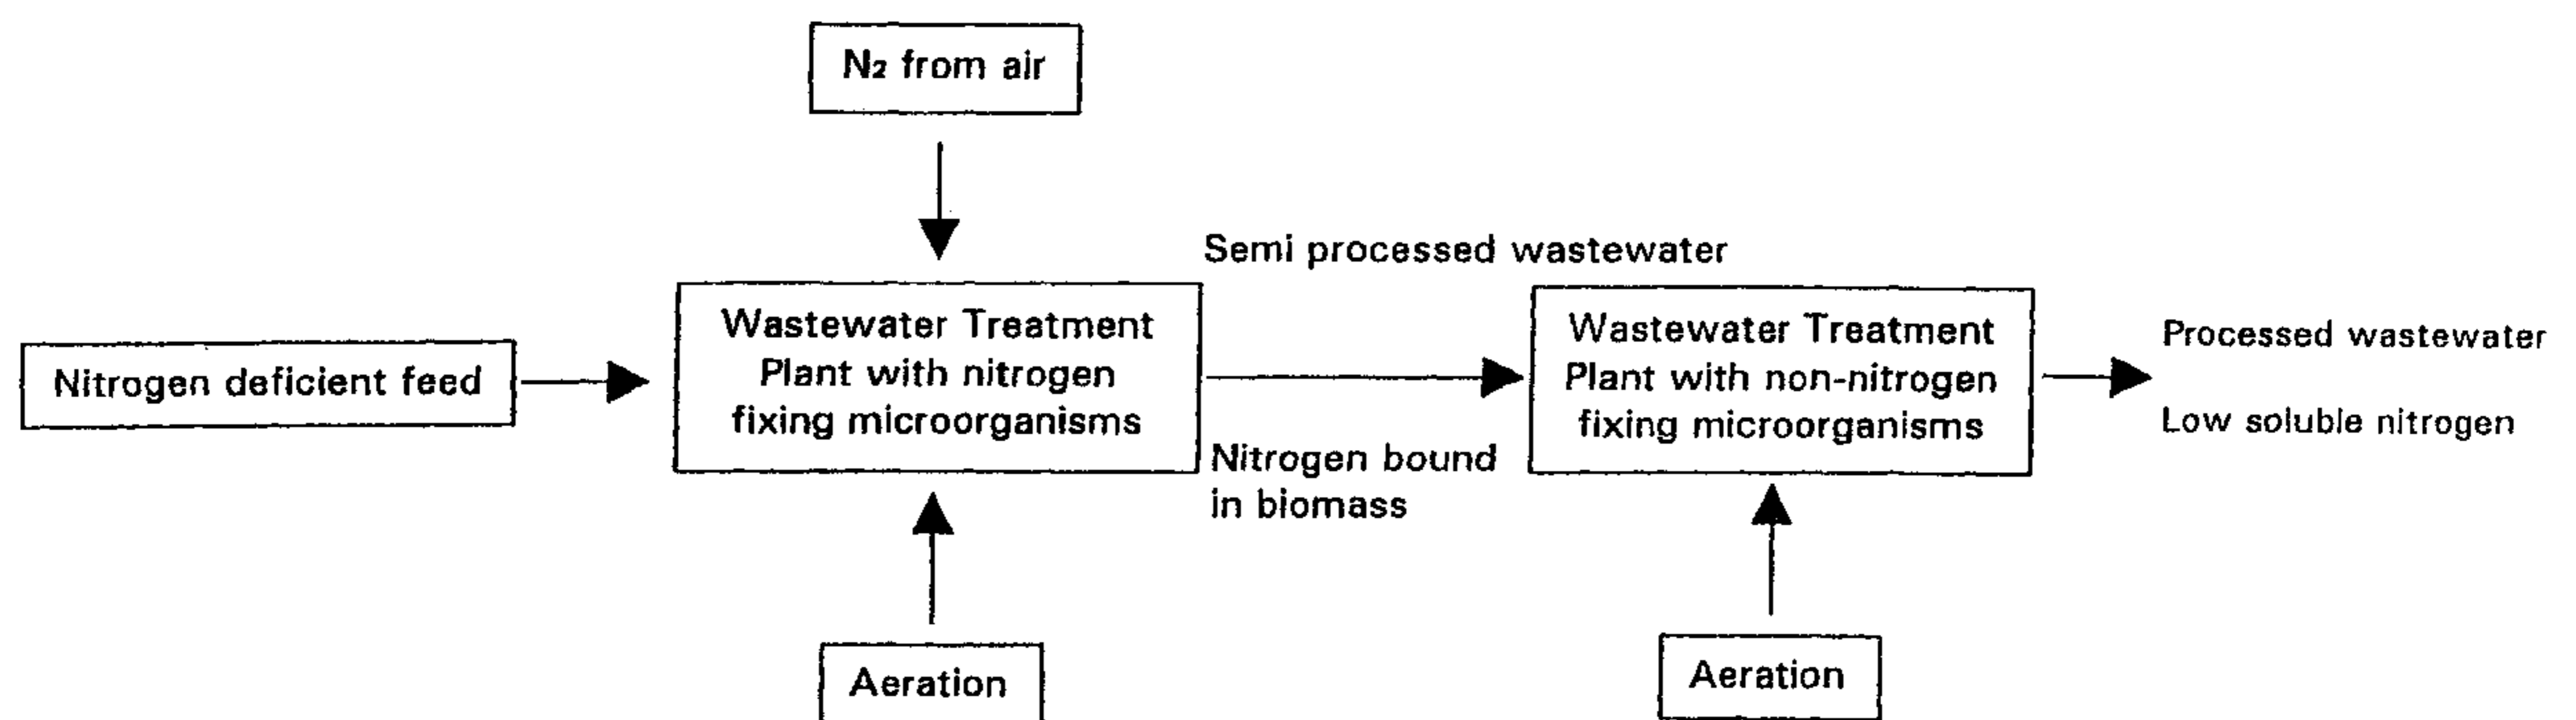 N₂ from air
Semi processed wastewater
Nitrogen deficient feed
Wastewater Treatment
Plant with nitrogen
fixing microorganisms
Nitrogen bound
in biomass
Wastewater Treatment
Plant with non-nitrogen
fixing microorganisms
Processed wastewater
Low soluble nitrogen
Aeration
Aeration